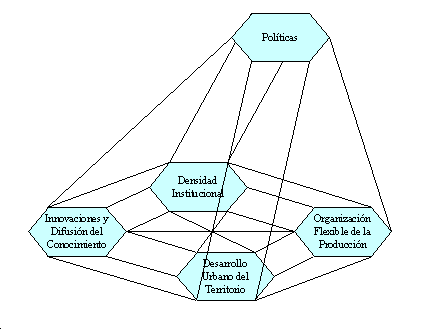 Políticas
Densidad
Institucional
Innovaciones y
Difusión del
Conocimiento
Organización
Flexible de la
Producción
Desarrollo
Urbano del
Territorio